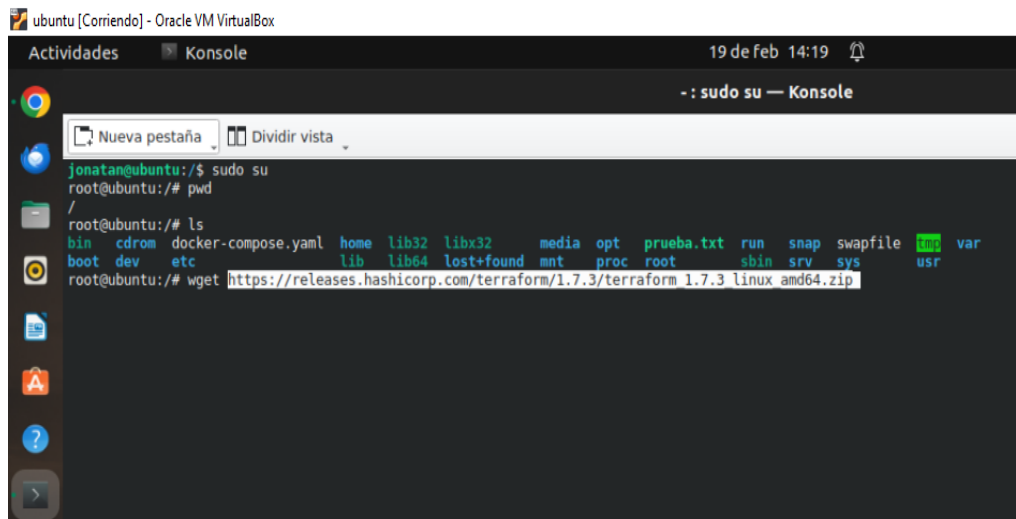 ubuntu [Corriendo] - Oracle VM VirtualBox
Actividades Konsole 19 de feb 14:19
- : sudo su — Konsole
Nueva pestaña Dividir vista
jonatan@ubuntu:/$ sudo su
root@ubuntu:/# pwd
/
root@ubuntu:/# ls
bin cdrom docker-compose.yaml home lib32 libx32 media opt prueba.txt run snap swapfile tmp var
boot dev etc lib lib64 lost+found mnt proc root sbin srv sys usr
root@ubuntu:/# wget https://releases.hashicorp.com/terraform/1.7.3/terraform_1.7.3_linux_amd64.zip